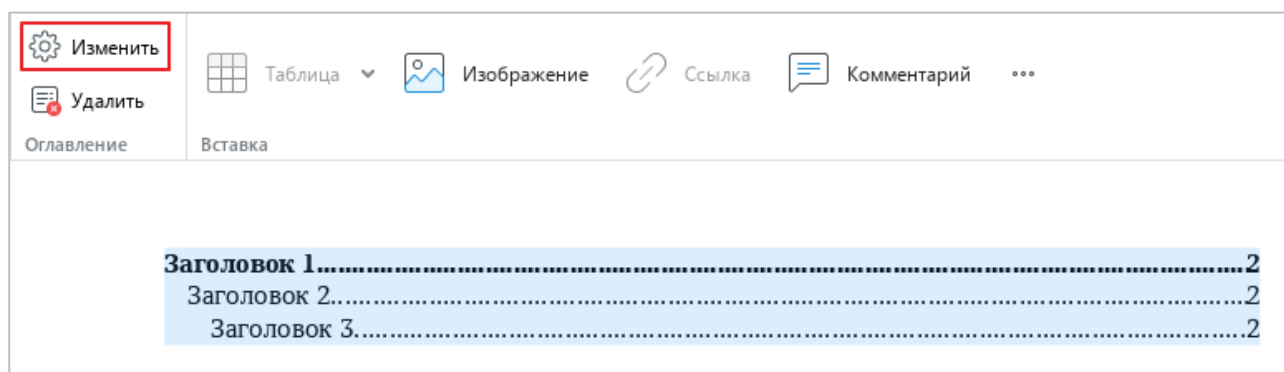 Изменить
Таблица Изображение Ссылка Комментарий
Удалить
Оглавление Вставка
Заголовок 1........................................................................................................2
Заголовок 2........................................................................................................2
Заголовок 3........................................................................................................2